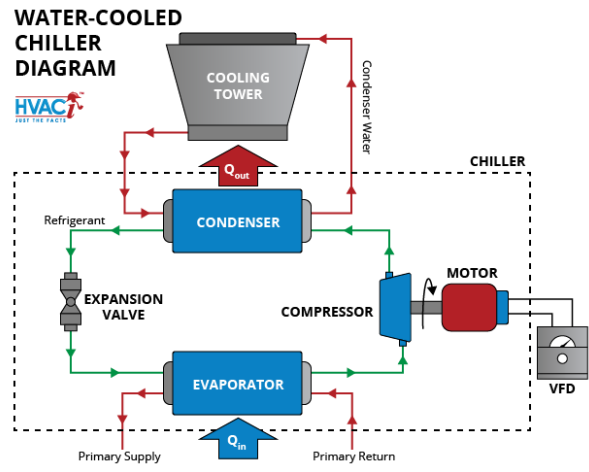 WATER-COOLED
CHILLER
DIAGRAM
HVACi
JUST THE FACTS
COOLING
TOWER
Condenser Water
Qout
CHILLER
CONDENSER
Refrigerant
EXPANSION
VALVE
COMPRESSOR
MOTOR
VFD
EVAPORATOR
Qin
Primary Supply
Primary Return